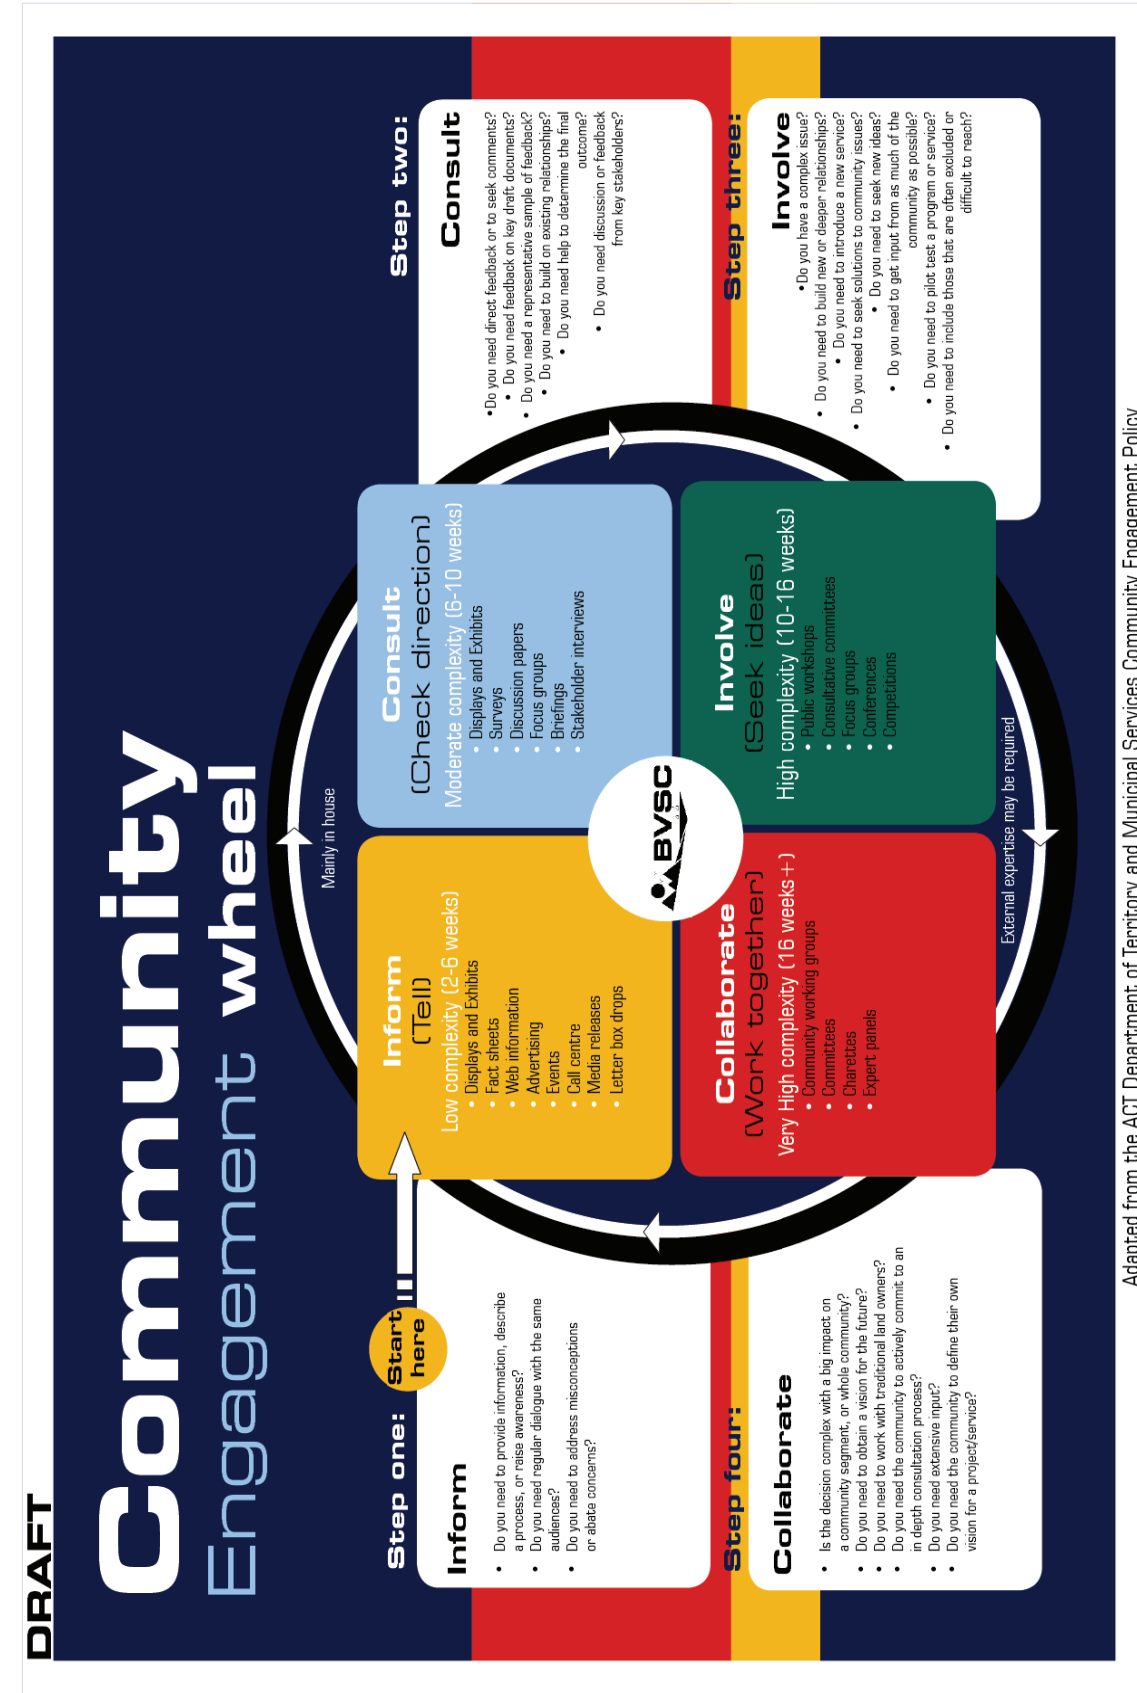 DRAFT
Community
Engagement wheel
Step one:
Start
here
Inform
• Do you need to provide information, describe
a process, or raise awareness?
• Do you need regular dialogue with the same
audiences?
• Do you need to address misconceptions
or abate concerns?
Step two:
Consult
•Do you need direct feedback or to seek comments?
• Do you need feedback on key draft documents?
• Do you need a representative sample of feedback?
• Do you need to build on existing relationships?
• Do you need help to determine the final
outcome?
• Do you need discussion or feedback
from key stakeholders?
Mainly in house
Inform
(Tell)
Low complexity (2-6 weeks)
• Displays and Exhibits
• Fact sheets
• Web information
• Advertising
• Events
• Call centre
• Media releases
• Letter box drops
Consult
(Check direction)
Moderate complexity (6-10 weeks)
• Displays and Exhibits
• Surveys
• Discussion papers
• Focus groups
• Briefings
• Stakeholder interviews
BVSC
Collaborate
(Work together)
Very High complexity (16 weeks+)
• Community working groups
• Committees
• Charettes
• Expert panels
Involve
(Seek ideas)
High complexity (10-16 weeks)
• Public workshops
• Consultative committees
• Focus groups
• Conferences
• Competitions
External expertise may be required
Step four:
Collaborate
• Is the decision complex with a big impact on
a community segment, or whole community?
• Do you need to obtain a vision for the future?
• Do you need to work with traditional land owners?
• Do you need the community to actively commit to an
in depth consultation process?
• Do you need extensive input?
• Do you need the community to define their own
vision for a project/service?
Step three:
Involve
•Do you have a complex issue?
• Do you need to build new or deeper relationships?
• Do you need to introduce a new service?
• Do you need to seek solutions to community issues?
• Do you need to seek new ideas?
• Do you need to get input from as much of the
community as possible?
• Do you need to pilot test a program or service?
• Do you need to include those that are often excluded or
difficult to reach?
Adapted from the ACT Department of Territory and Municipal Services Community Engagement Policy